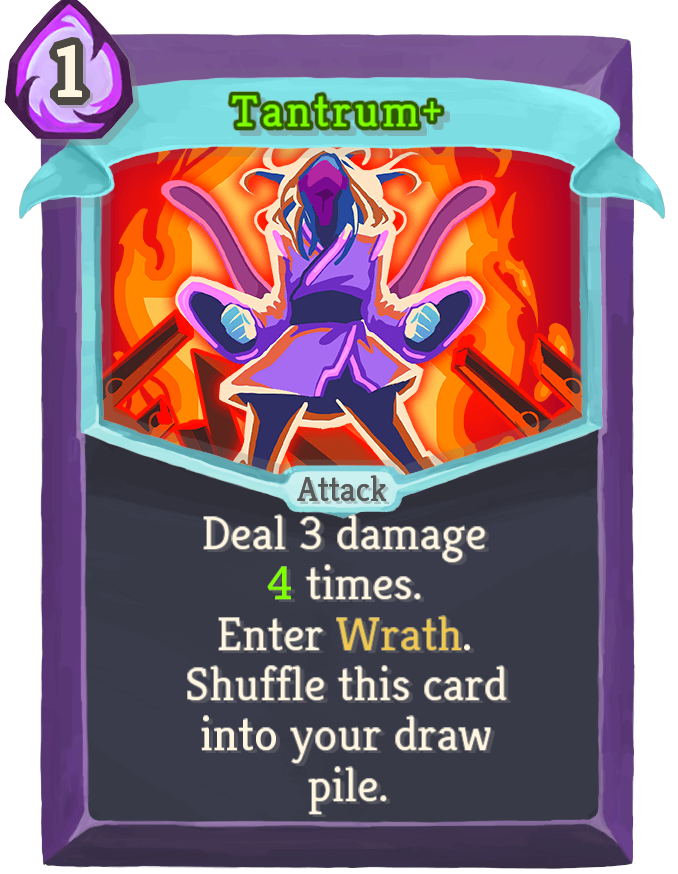 1
Tantrum+
Attack
Deal 3 damage
4 times.
Enter Wrath.
Shuffle this card
into your draw
pile.